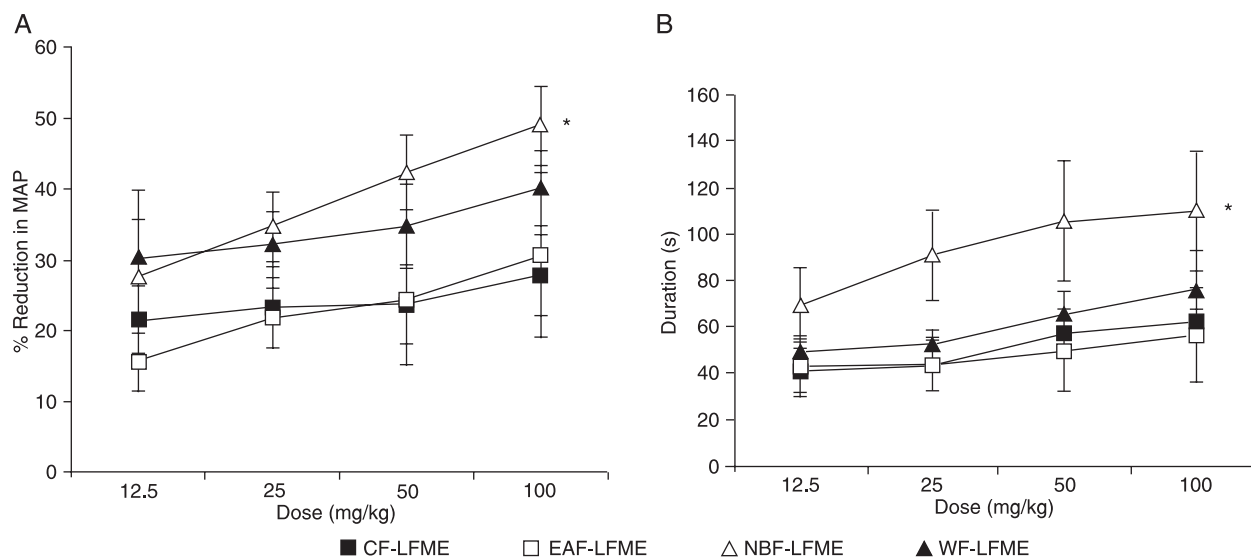 A
60
50
40
30
20
10
0
% Reduction in MAP
*
12.5 25 50 100
Dose (mg/kg)
B
160
140
120
100
80
60
40
20
0
Duration (s)
*
12.5 25 50 100
Dose (mg/kg)
CF-LFME EAF-LFME NBF-LFME WF-LFME